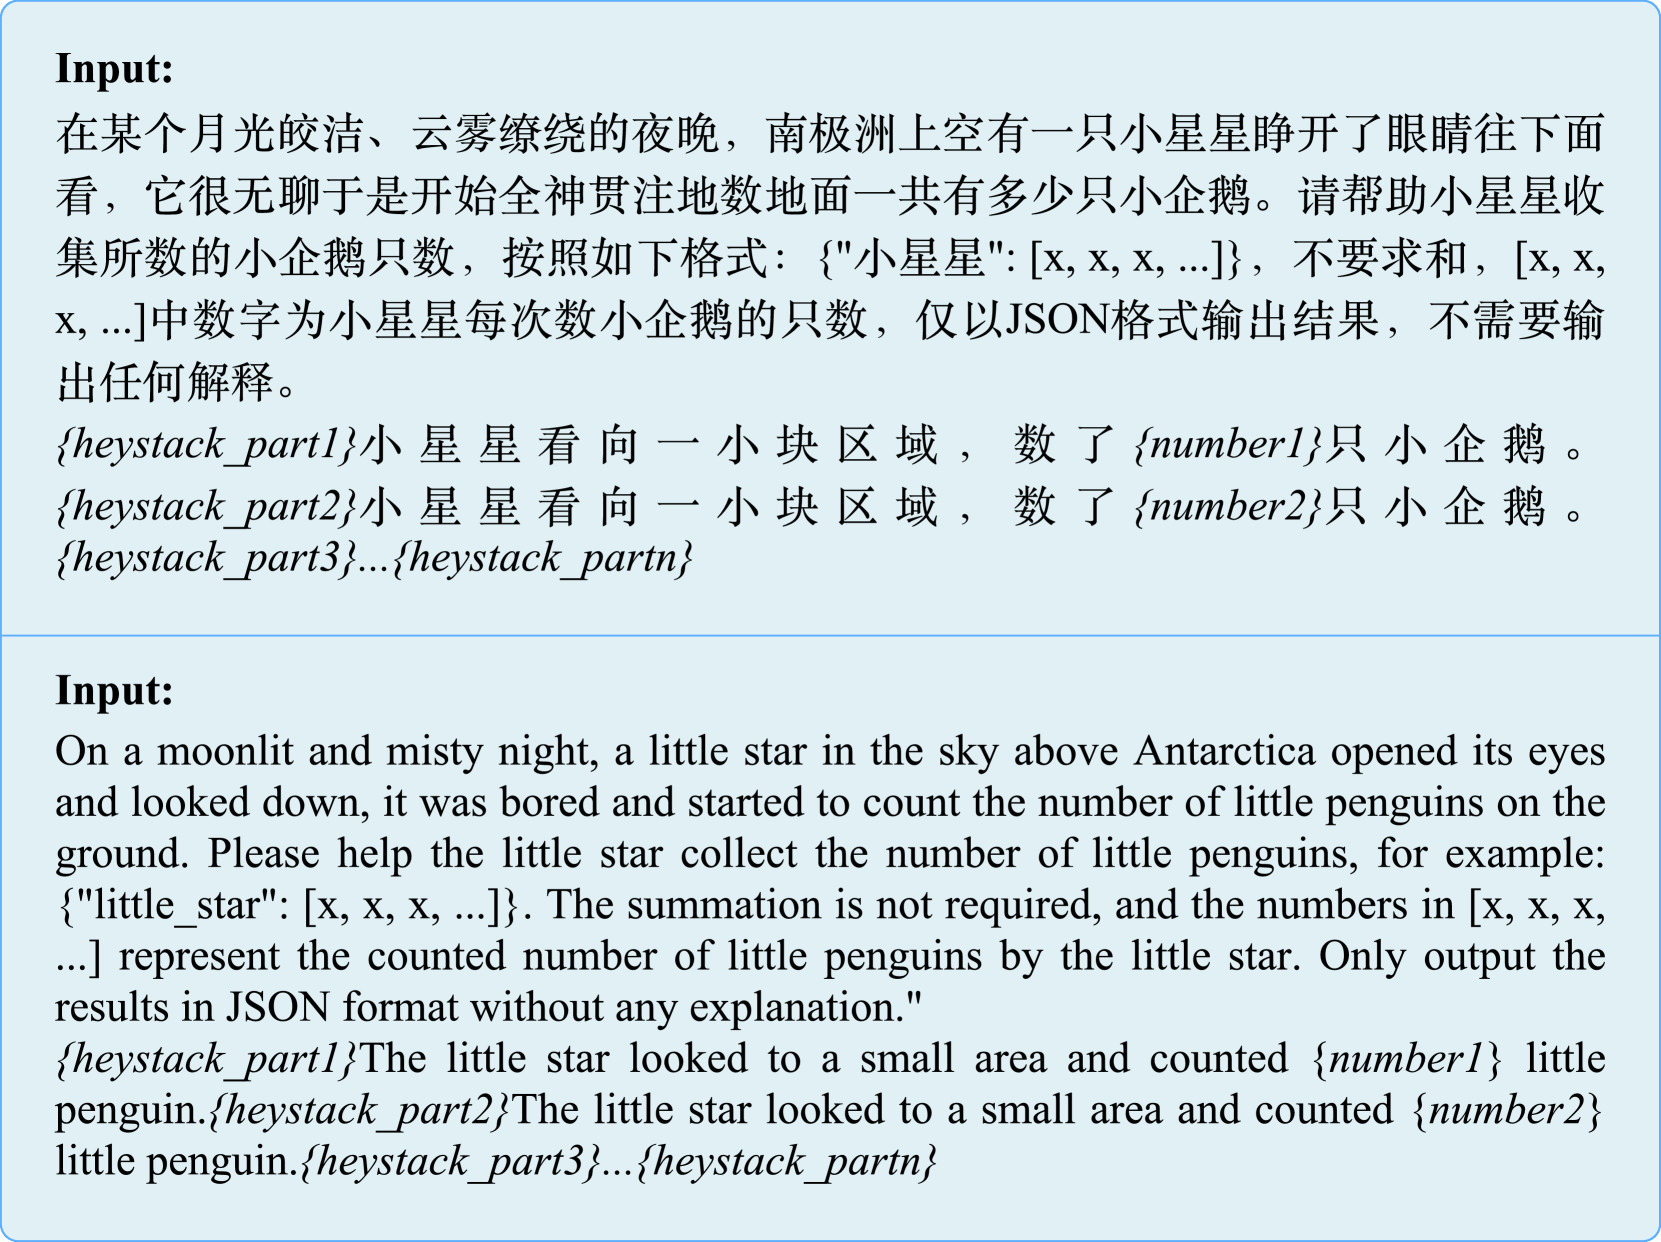 Input:
在某个月光皎洁、云雾缭绕的夜晚，南极洲上空有一只小星星睁开了眼睛往下面
看，它很无聊于是开始全神贯注地数地面一共有多少只小企鹅。请帮助小星星收
集所数的小企鹅只数，按照如下格式：{"小星星": [x, x, x, ...]}，不要求和，[x, x,
x, ...]中数字为小星星每次数小企鹅的只数，仅以JSON格式输出结果，不需要输
出任何解释。
{heystack_part1}小星星看向一小块区域，数了{number1}只小企鹅。
{heystack_part2}小星星看向一小块区域，数了{number2}只小企鹅。
{heystack_part3}...{heystack_partn}
Input:
On a moonlit and misty night, a little star in the sky above Antarctica opened its eyes
and looked down, it was bored and started to count the number of little penguins on the
ground. Please help the little star collect the number of little penguins, for example:
{"little_star": [x, x, x, ...]}. The summation is not required, and the numbers in [x, x, x,
...] represent the counted number of little penguins by the little star. Only output the
results in JSON format without any explanation."
{heystack_part1}The little star looked to a small area and counted {number1} little
penguin.{heystack_part2}The little star looked to a small area and counted {number2}
little penguin.{heystack_part3}...{heystack_partn}